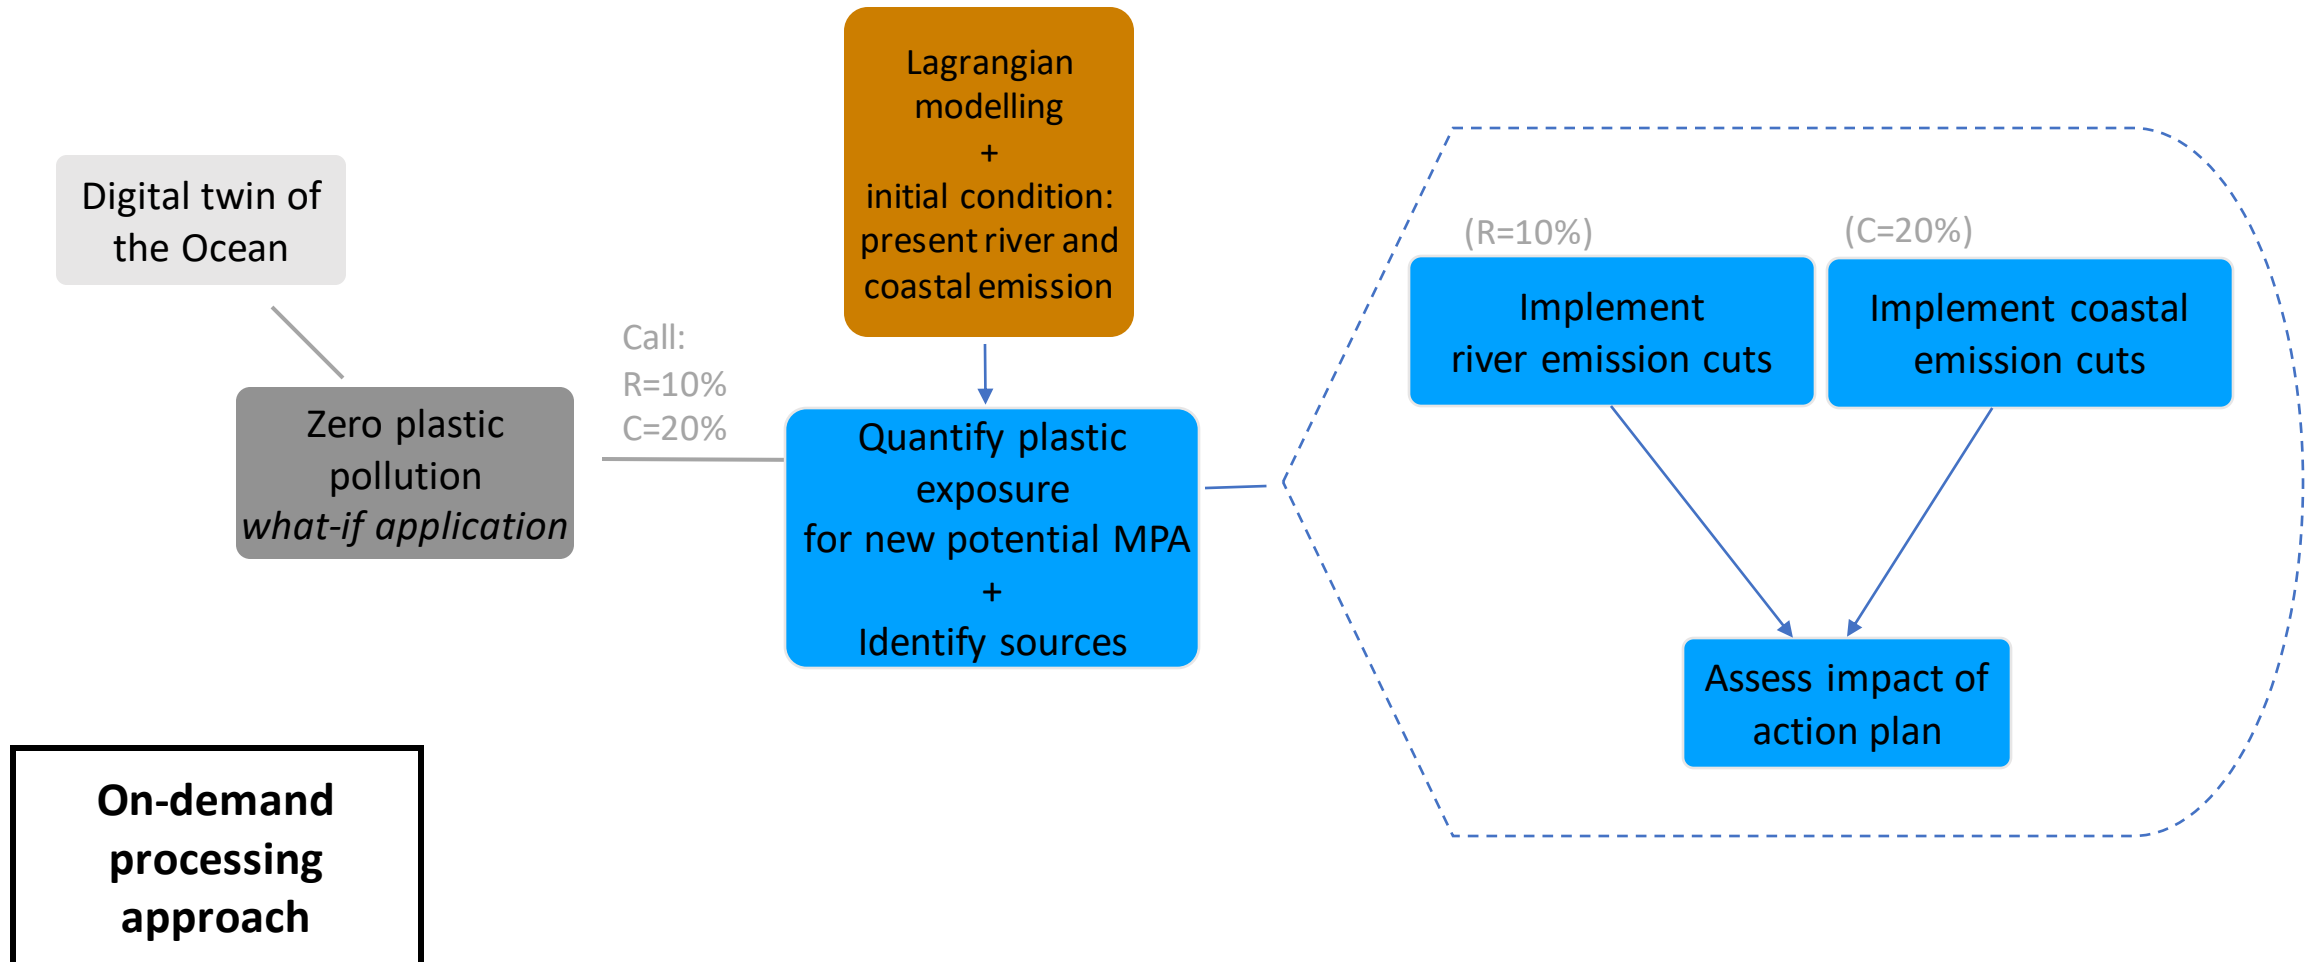 Digital twin of
the Ocean
Zero plastic
pollution
what-if application
Call:
R=10%
C=20%
Lagrangian
modelling
+
initial condition:
present river and
coastal emission
Quantify plastic
exposure
for new potential MPA
+
Identify sources
(R=10%)
Implement
river emission cuts
(C=20%)
Implement coastal
emission cuts
Assess impact of
action plan
On-demand
processing
approach